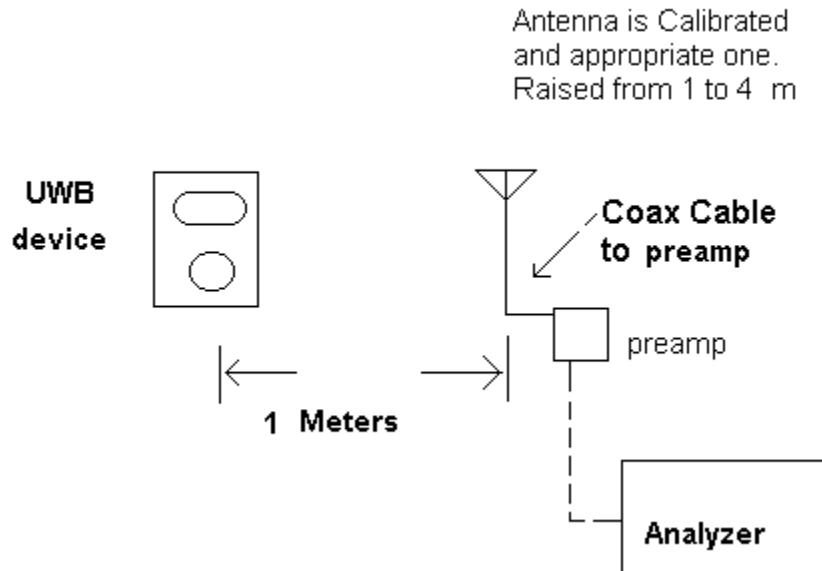 Antenna is Calibrated
and appropriate one.
Raised from 1 to 4 m
UWB
device
Coax Cable
to preamp
preamp
1 Meters
Analyzer